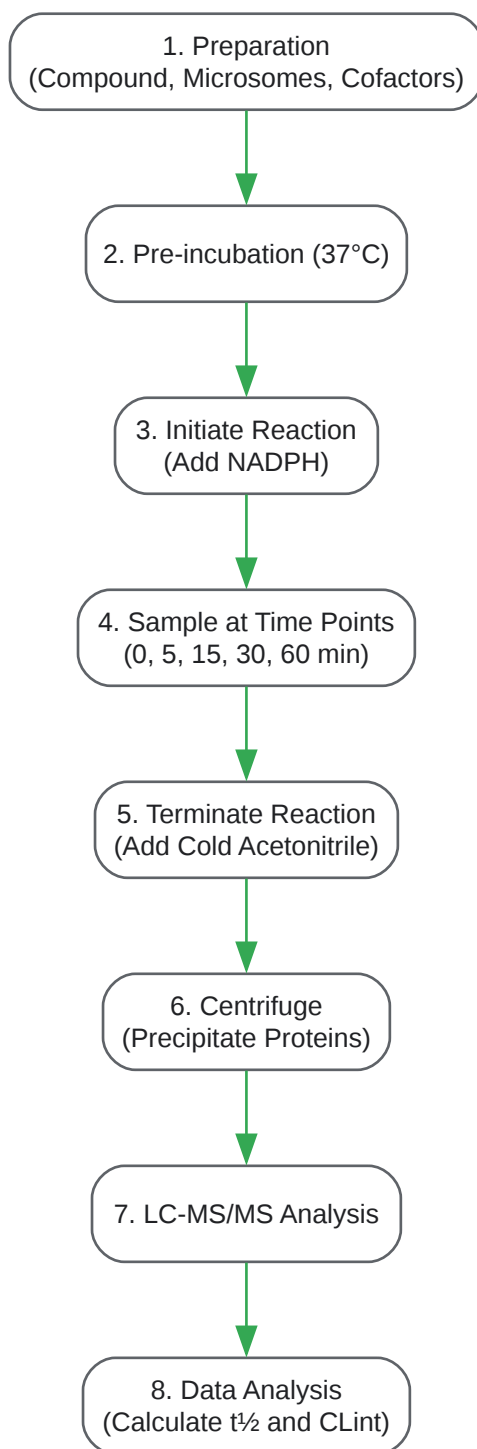 1. Preparation
(Compound, Microsomes, Cofactors)
2. Pre-incubation (37°C)
3. Initiate Reaction
(Add NADPH)
4. Sample at Time Points
(0, 5, 15, 30, 60 min)
5. Terminate Reaction
(Add Cold Acetonitrile)
6. Centrifuge
(Precipitate Proteins)
7. LC-MS/MS Analysis
8. Data Analysis
(Calculate t½ and CLint)